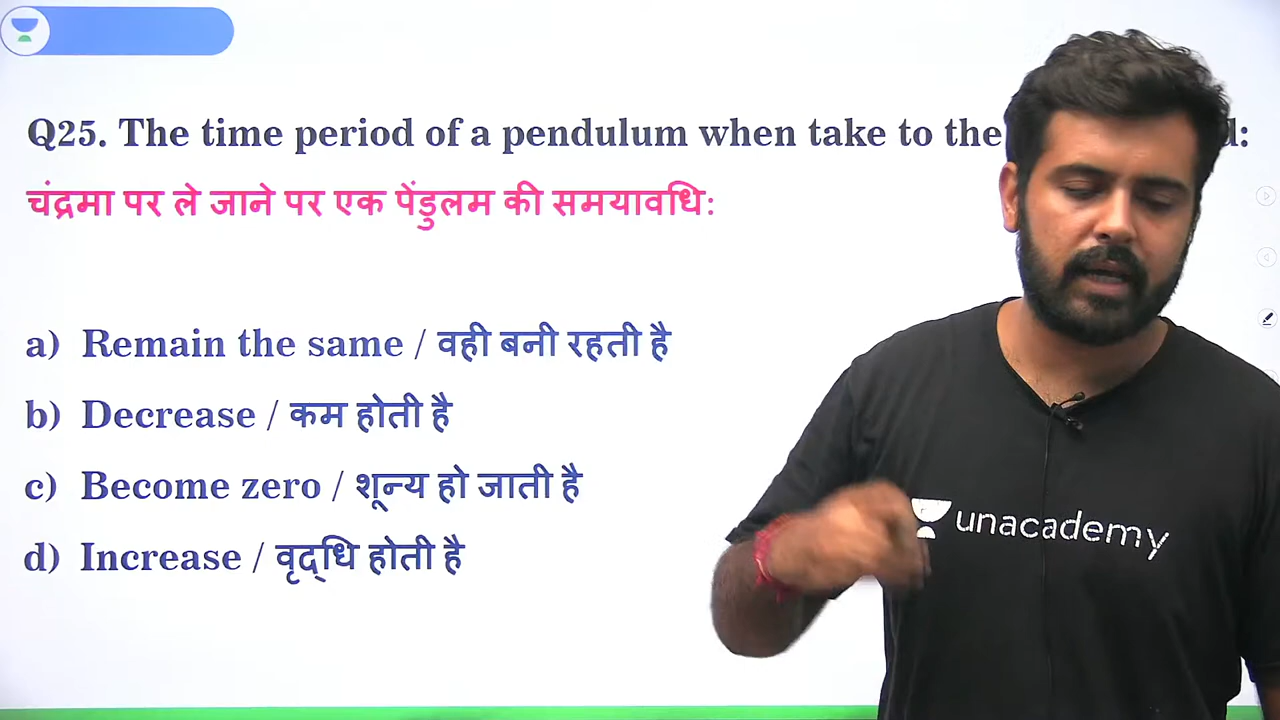 Q25. The time period of a pendulum when take to the
चंद्रमा पर ले जाने पर एक पेंडुलम की समयावधि:
a) Remain the same / वही बनी रहती है
b) Decrease / कम होती है
c) Become zero / शून्य हो जाती है
d) Increase / वृद्धि होती है
unacademy